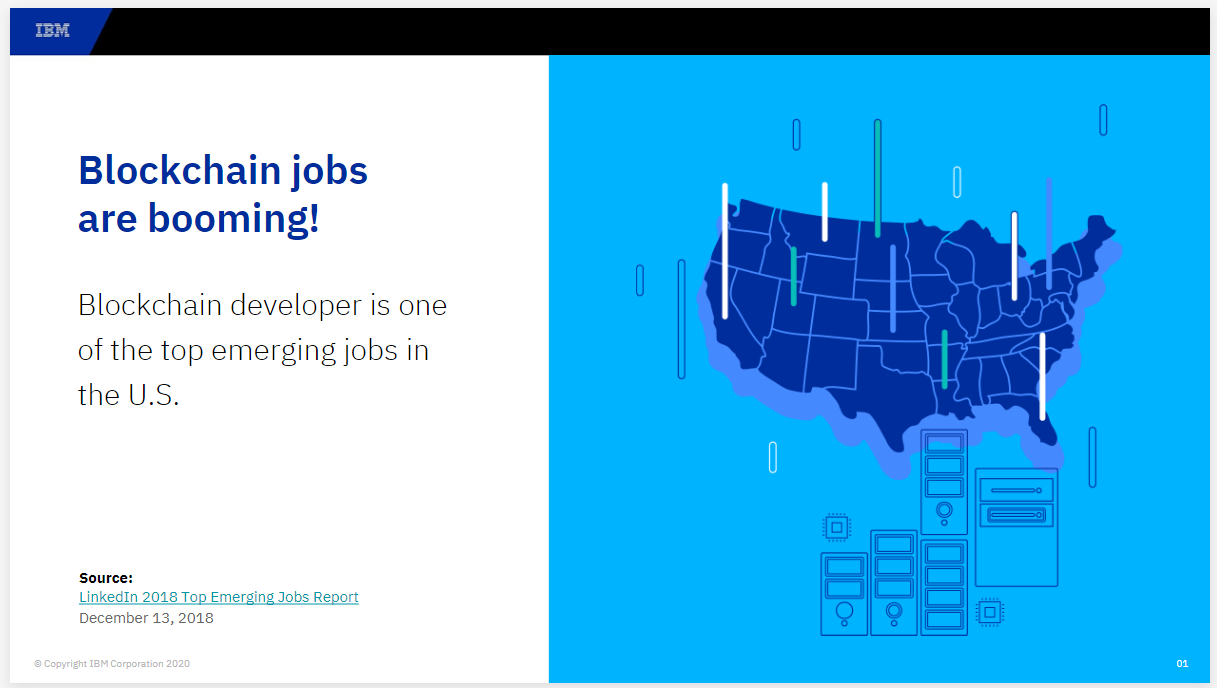 IBM
Blockchain jobs
are booming!
Blockchain developer is one
of the top emerging jobs in
the U.S.
Source:
LinkedIn 2018 Top Emerging Jobs Report
December 13, 2018
© Copyright IBM Corporation 2020
01